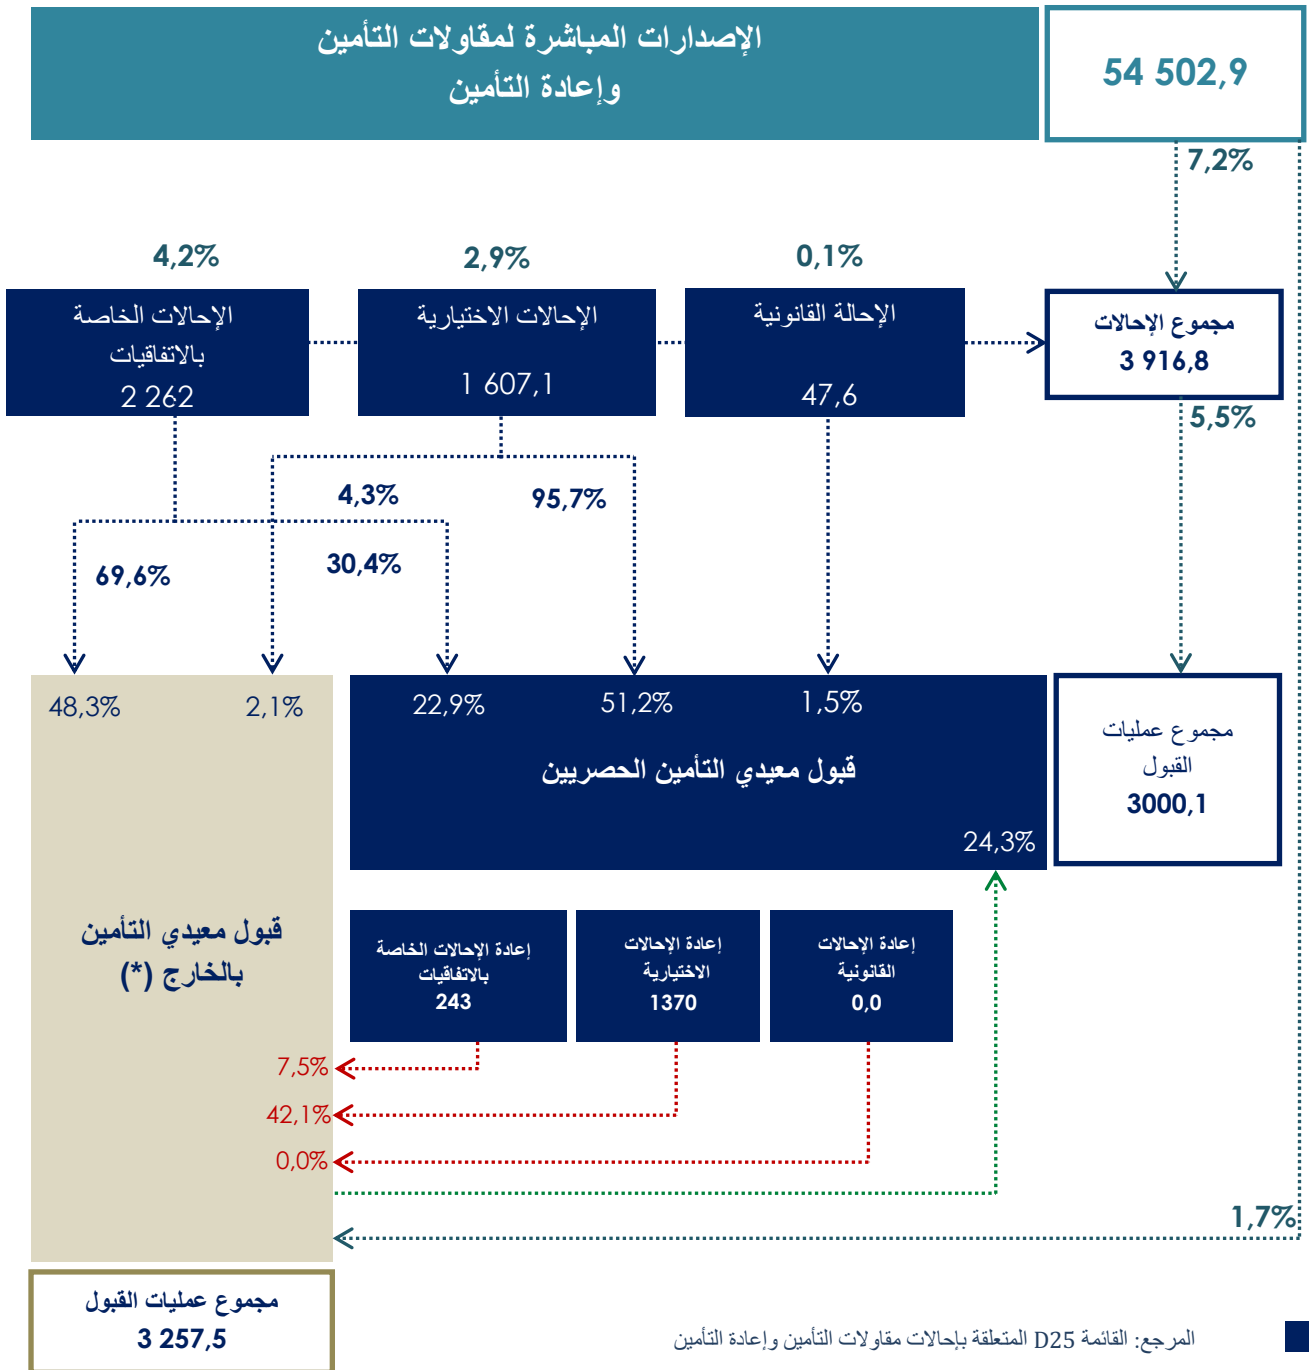 الإصدارات المباشرة لمقاولات التأمين
وإعادة التأمين
54 502,9
7,2%
0,1%
2,9%
4,2%
مجموع الإحالات
3 916,8
الإحالة القانونية
47,6
الإحالات الاختيارية
1 607,1
الإحالات الخاصة
بالاتفاقيات
2 262
5,5%
95,7%
4,3%
30,4%
69,6%
مجموع عمليات
القبول
3000,1
1,5%
51,2%
22,9%
قبول معيدي التأمين الحصريين
24,3%
2,1%
48,3%
قبول معيدي التأمين
بالخارج (*)
إعادة الإحالات
القانونية
0,0
إعادة الإحالات
الاختيارية
1370
إعادة الإحالات الخاصة
بالاتفاقيات
243
7,5%
42,1%
0,0%
1,7%
مجموع عمليات القبول
3 257,5
المرجع: القائمة D25 المتعلقة بإحالات مقاولات التأمين وإعادة التأمين